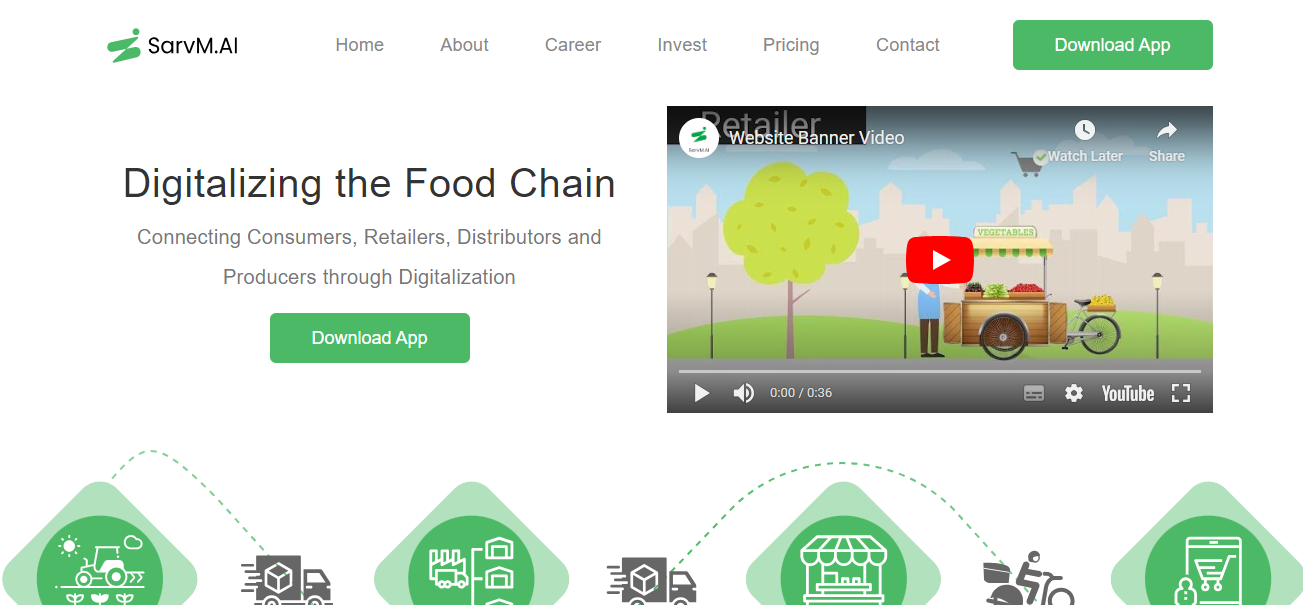 SarvM.AI
Home
About
Career
Invest
Pricing
Contact
Download App
Digitalizing the Food Chain
Connecting Consumers, Retailers, Distributors and
Producers through Digitalization
Download App
Retailer
SarvM.AI
Website Banner Video
Watch Later
Share
VEGETABLES
0:00 / 0:36
YouTube